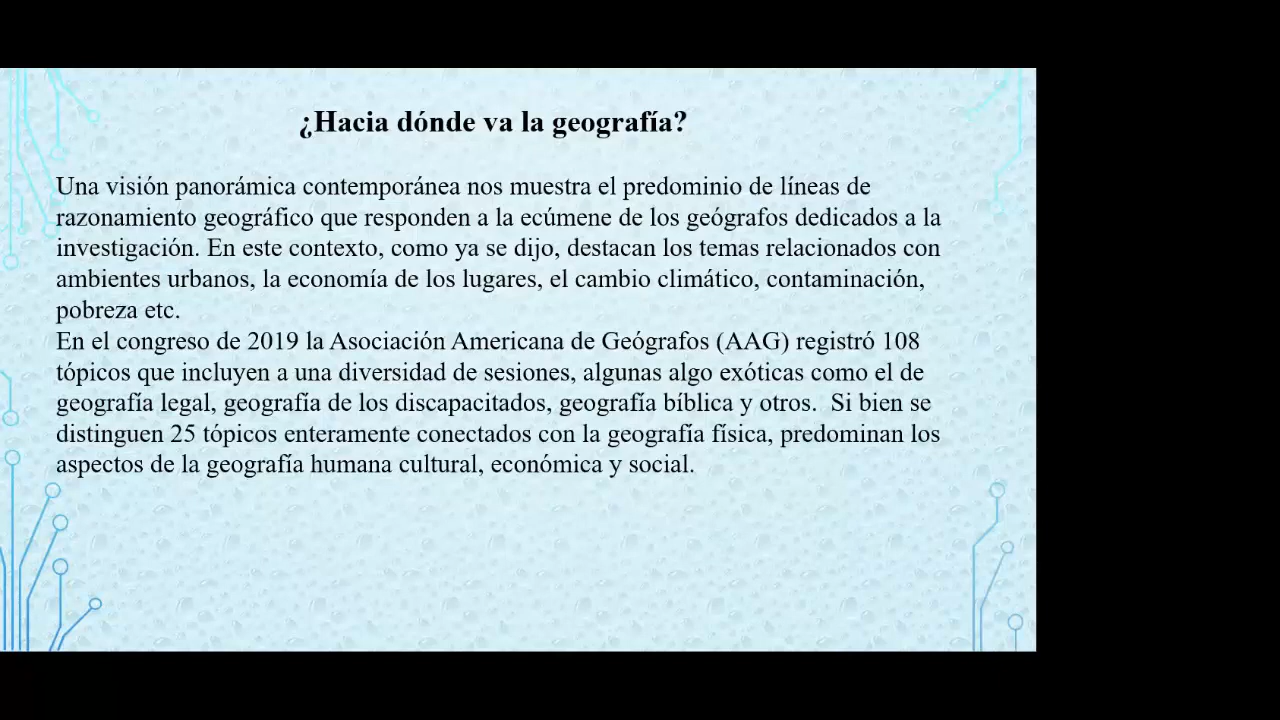 ¿Hacia dónde va la geografía?
Una visión panorámica contemporánea nos muestra el predominio de líneas de
razonamiento geográfico que responden a la ecúmene de los geógrafos dedicados a la
investigación. En este contexto, como ya se dijo, destacan los temas relacionados con
ambientes urbanos, la economía de los lugares, el cambio climático, contaminación,
pobreza etc.
En el congreso de 2019 la Asociación Americana de Geógrafos (AAG) registró 108
tópicos que incluyen a una diversidad de sesiones, algunas algo exóticas como el de
geografía legal, geografía de los discapacitados, geografía bíblica y otros.  Si bien se
distinguen 25 tópicos enteramente conectados con la geografía física, predominan los
aspectos de la geografía humana cultural, económica y social.